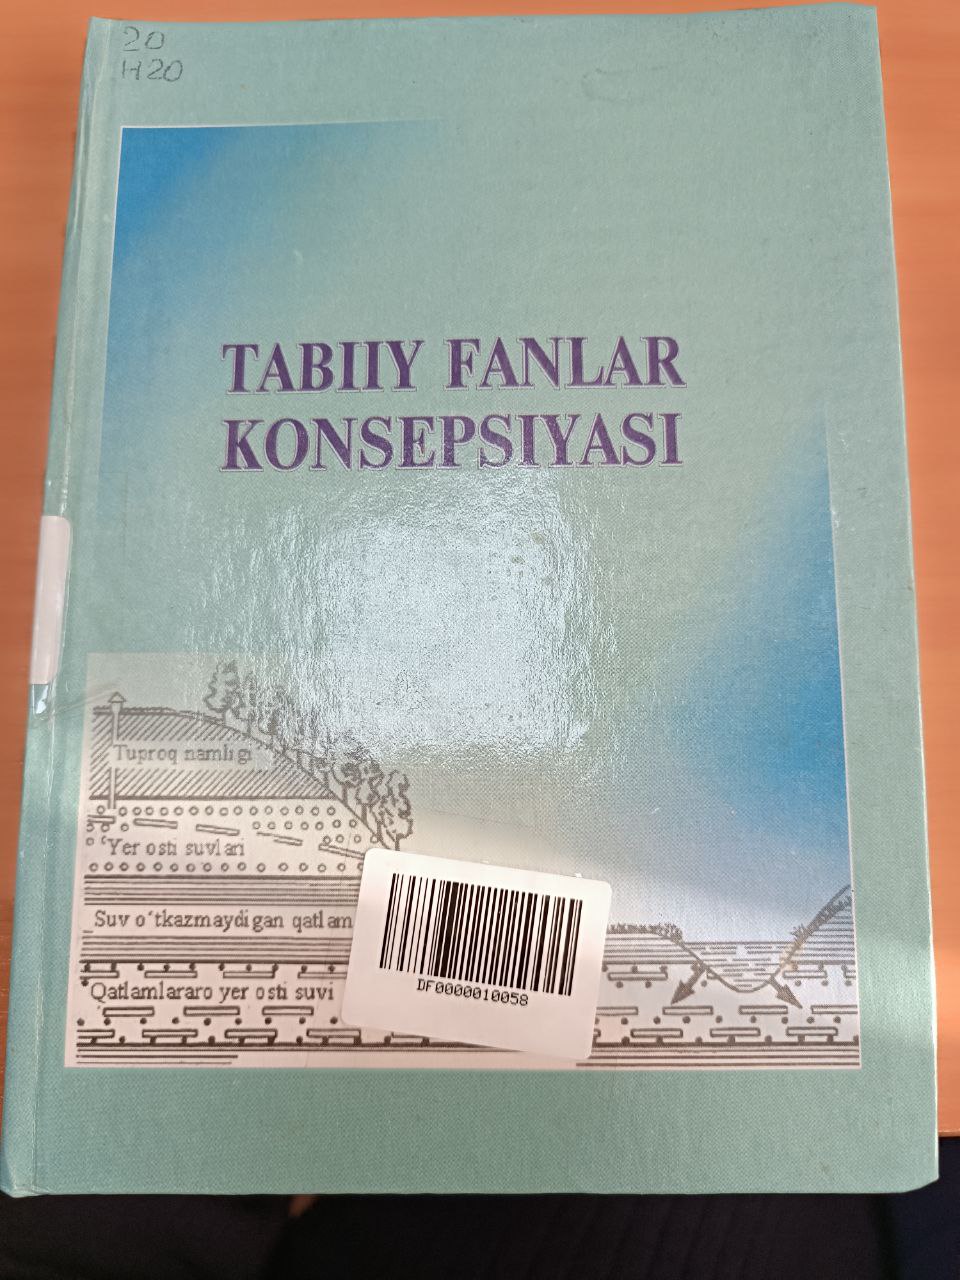 20
H20
TABIIY FANLAR
KONSEPSIYASI
Tuproq namligi
Yer osti suvlari
Suv o‘tkazmaydigan qatlam
Qatlamlararo yer osti suvi
DF0000010058